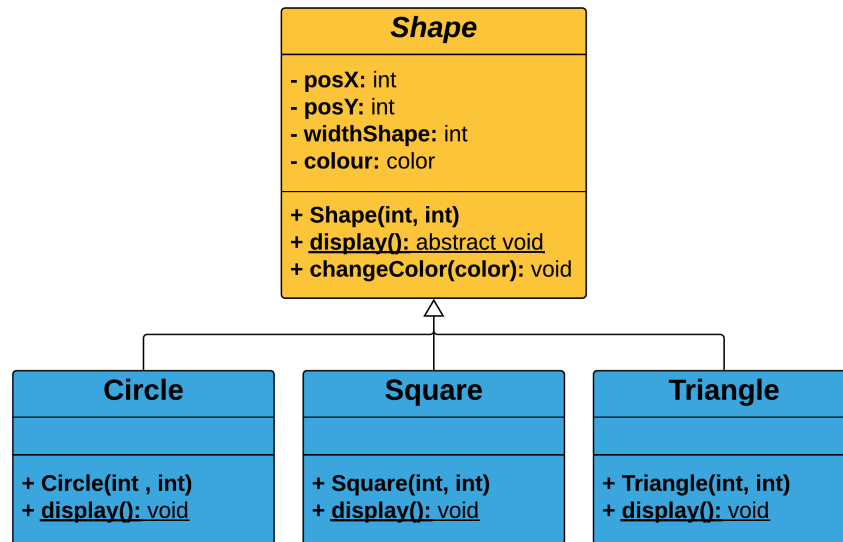 Shape
- posX: int
- posY: int
- widthShape: int
- colour: color
+ Shape(int, int)
+ display(): abstract void
+ changeColor(color): void
Circle
+ Circle(int , int)
+ display(): void
Square
+ Square(int, int)
+ display(): void
Triangle
+ Triangle(int, int)
+ display(): void